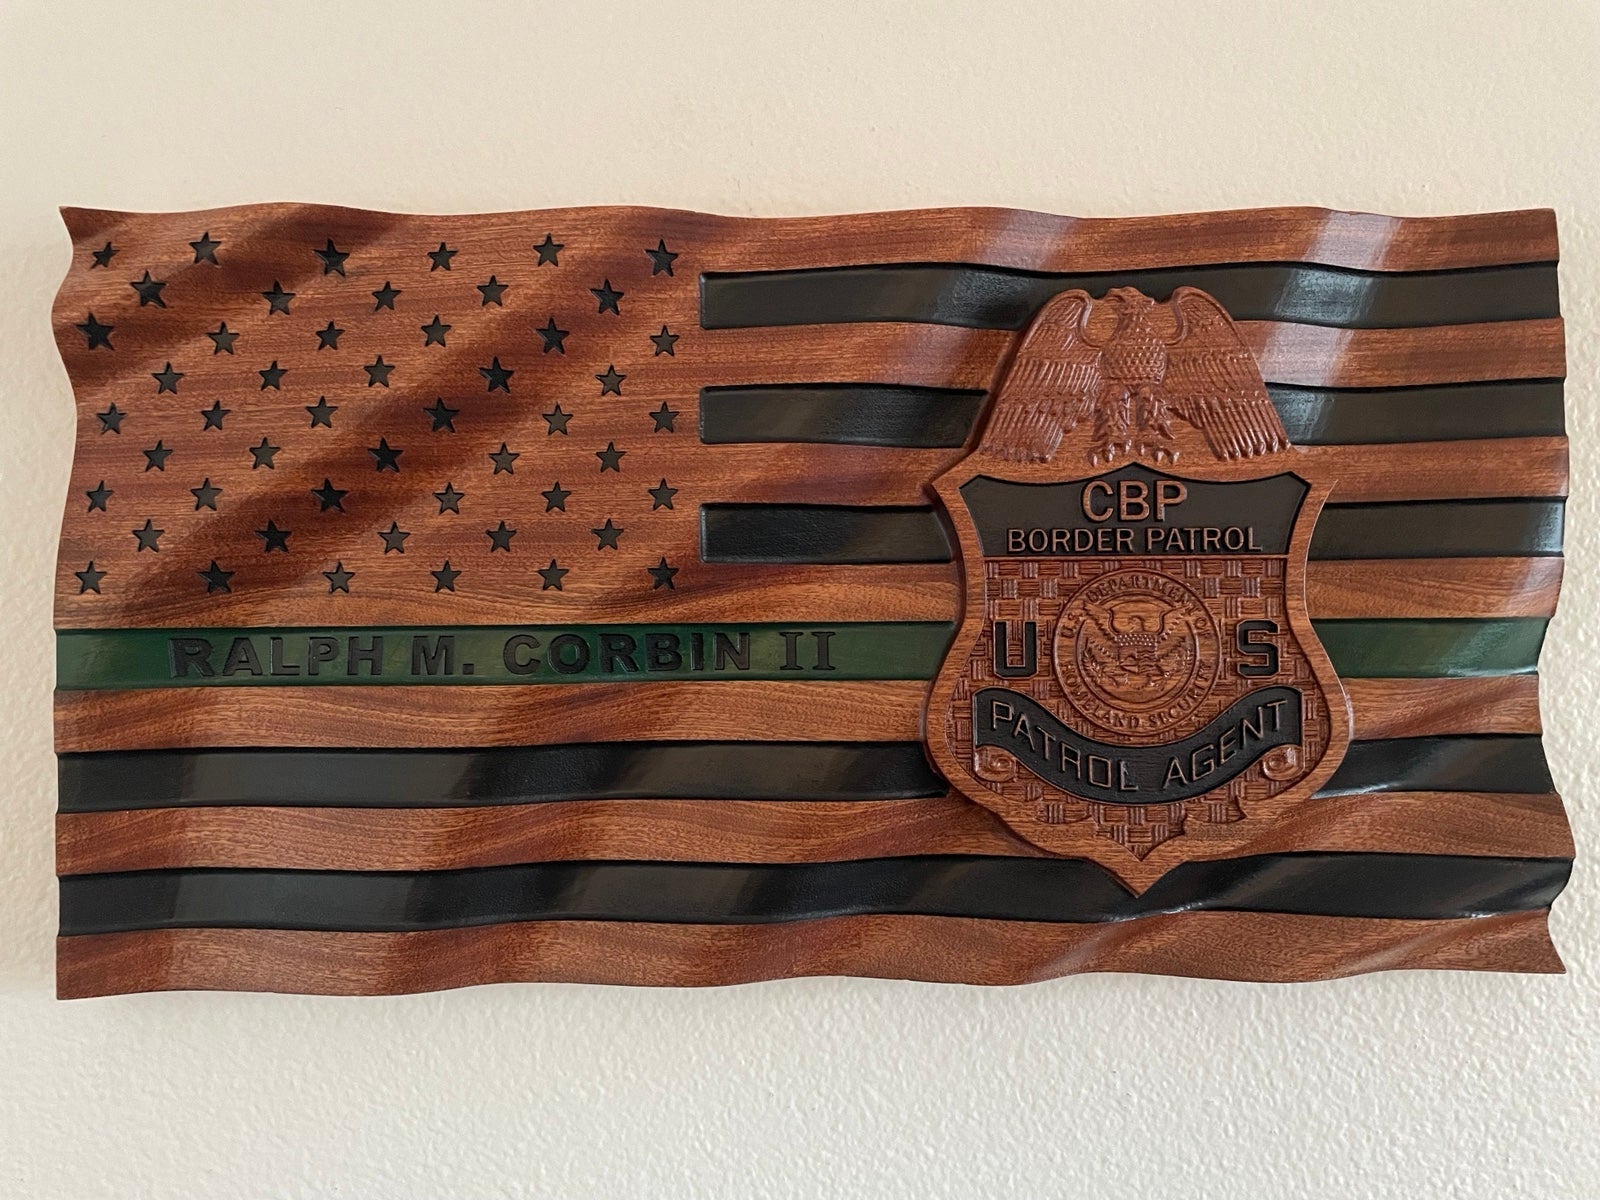 RALPH M. CORBIN II
CBP
BORDER PATROL
U.S. DEPARTMENT OF
HOMELAND SECURITY
U S
PATROL AGENT